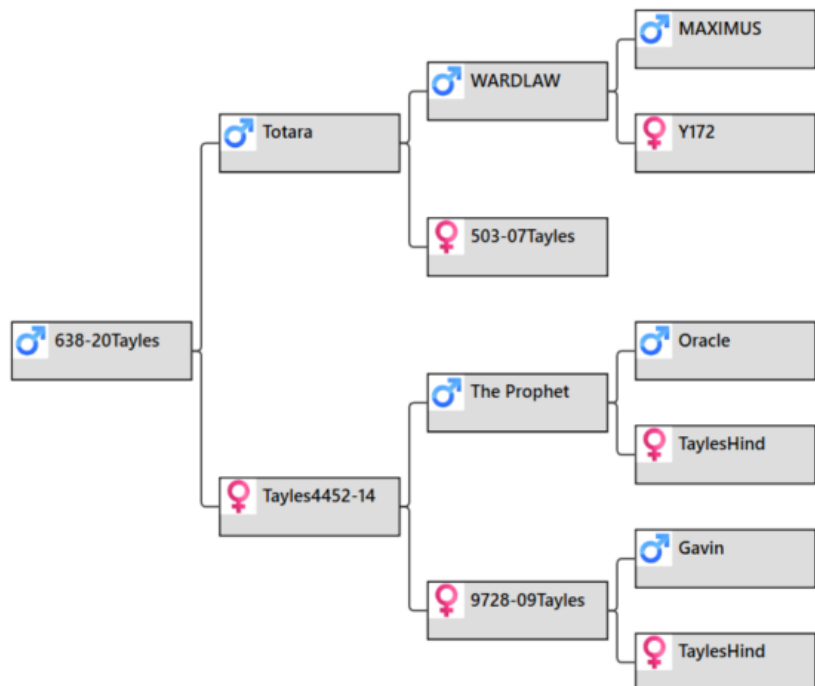 MAXIMUS
WARDLAW
Y172
Totara
503-07Tayles
638-20Tayles
Oracle
The Prophet
TaylesHind
Tayles4452-14
Gavin
9728-09Tayles
TaylesHind